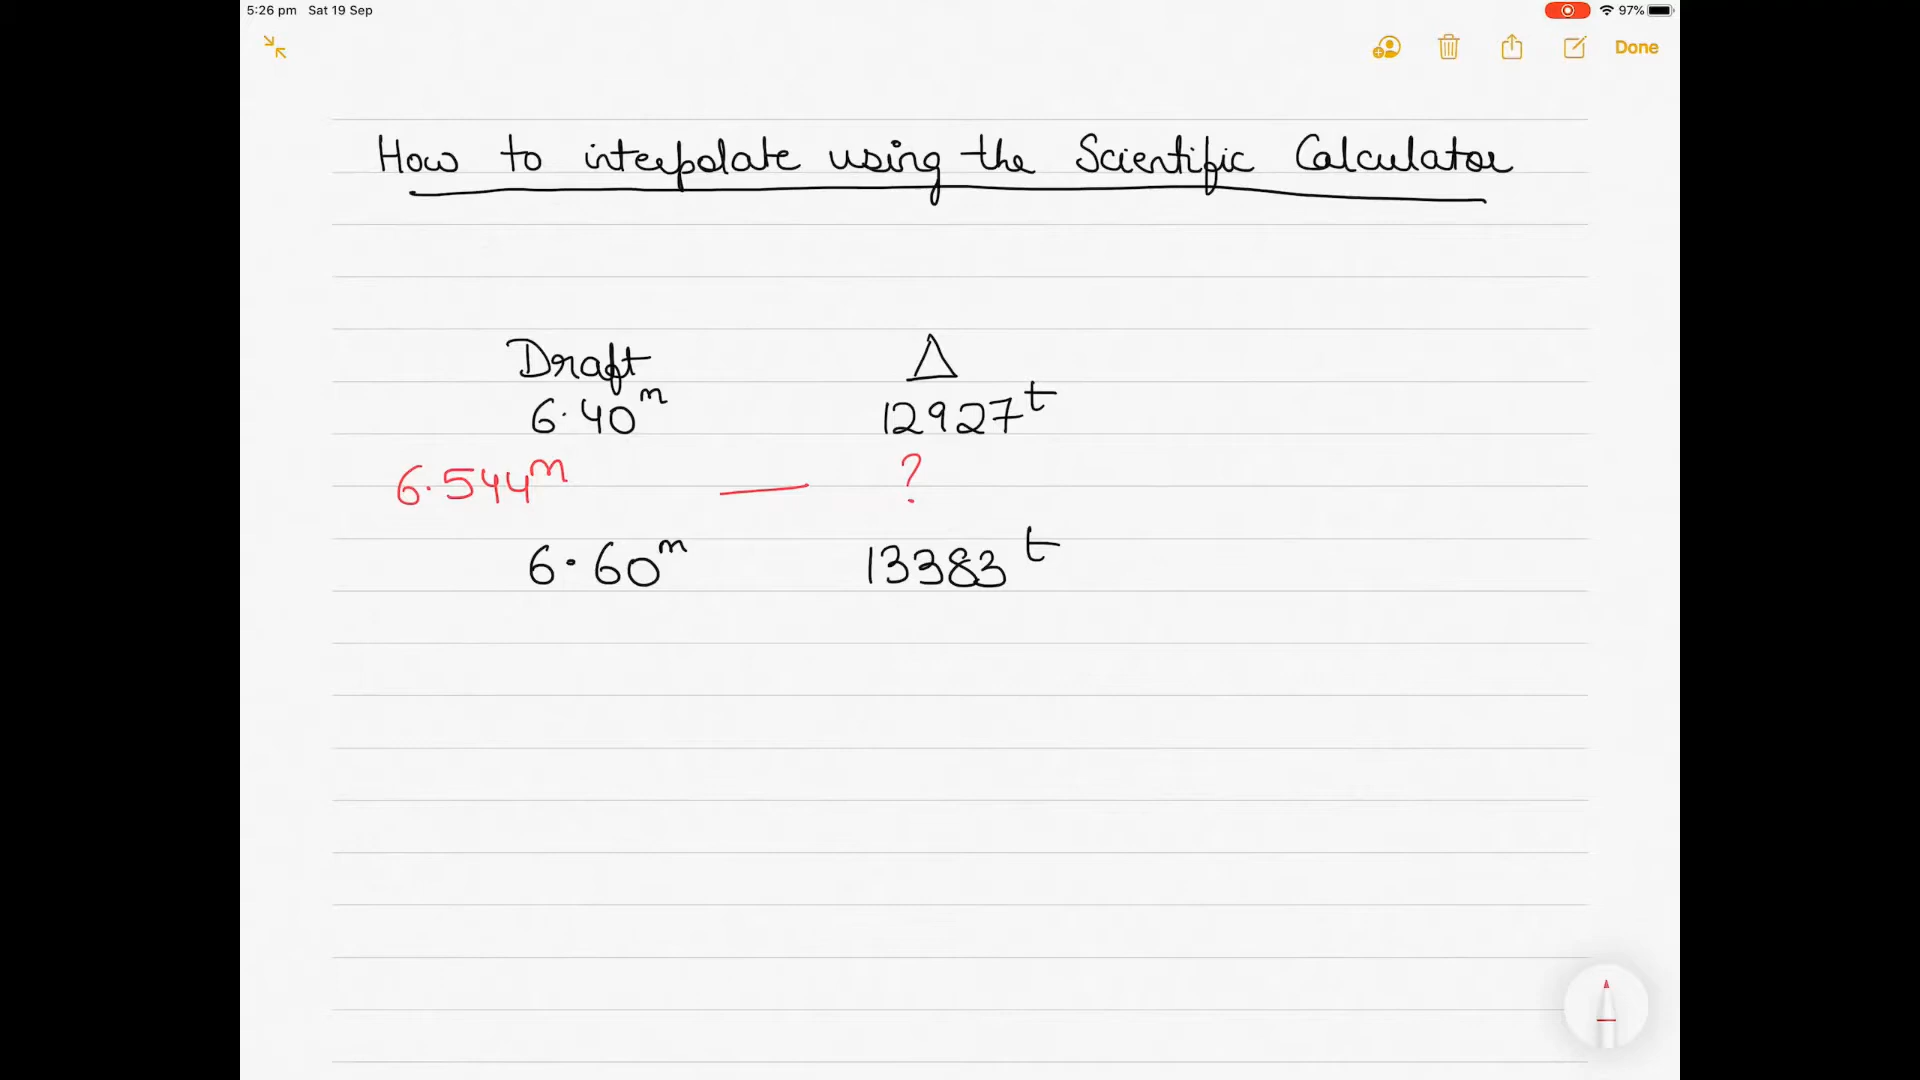 5:26 pm Sat 19 Sep 97%
Done
How to interpolate using the Scientific Calculator
Draft Δ
6.40m 12927t
6.544m — ?
6.60m 13383t